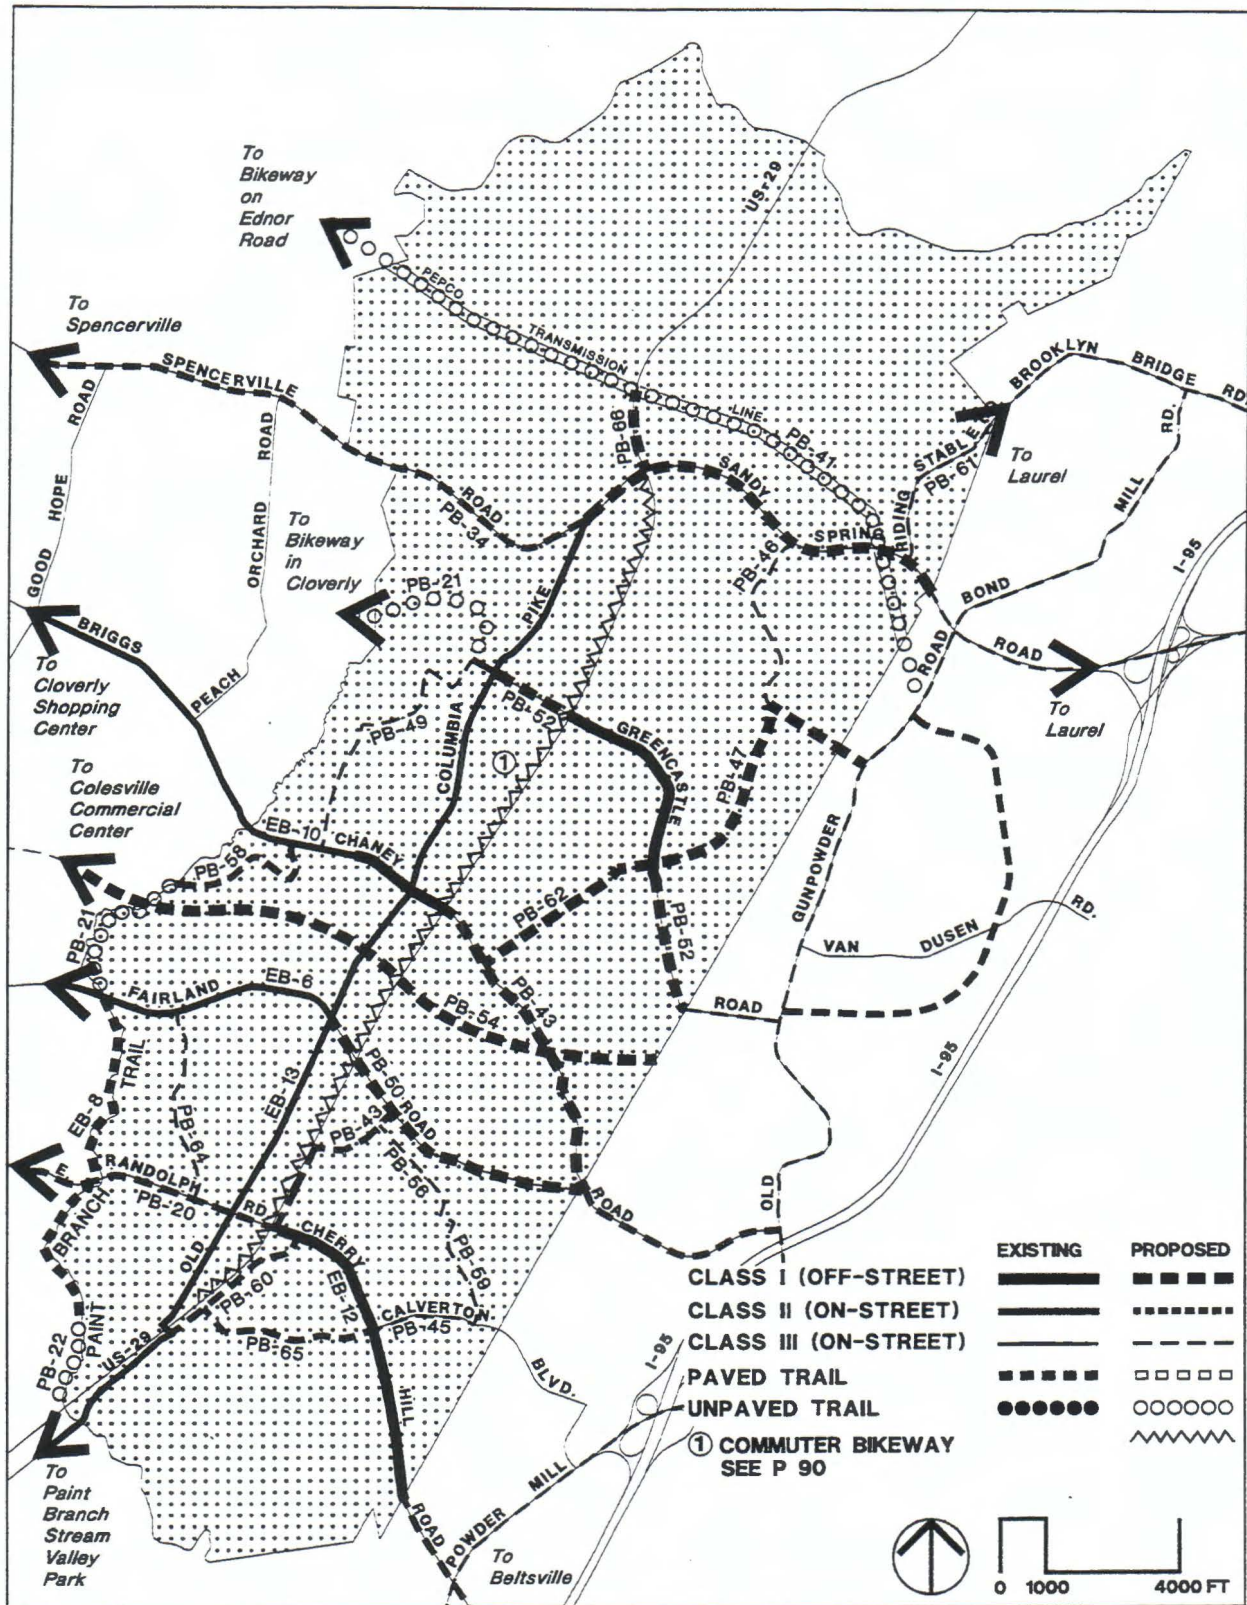 US-29
To
Bikeway
on
Ednor
Road
PEPCO
TRANSMISSION
LINE
PB-41
To
Spencerville
SPENCERVILLE
ROAD
PB-34
GOOD HOPE ROAD
ORCHARD ROAD
PEACH
BROOKLYN
BRIDGE
RD.
STABLE
PB-61
RIDING
To
Laurel
MILL
RD.
PB-66
SANDY
SPRING
PB-46
To
Bikeway
in
Cloverly
PB-21
PIKE
COLUMBIA
BOND
ROAD
ROAD
I-95
To
Laurel
BRIGGS
To
Cloverly
Shopping
Center
PB-49
PB-52
GREENCASTLE
PB-47
1
To
Colesville
Commercial
Center
EB-10
CHANEY
PB-58
PB-62
PB-52
GUNPOWDER
VAN
DUSEN
RD.
PB-21
FAIRLAND
EB-6
PB-54
PB-43
ROAD
TRAIL
EB-8
PB-64
EB-13
PB-50
ROAD
PB-43
PB-56
I-95
E
RANDOLPH
RD
PB-20
BRANCH
OLD
CHERRY
EB-12
PB-60
PB-59
ROAD
OLD
CALVERTON
PB-45
PB-65
BLVD.
HILL
PB-22
PAINT
US-29
To
Paint
Branch
Stream
Valley
Park
ROAD
POWDER
MILL
I-95
To
Beltsville
EXISTING PROPOSED
CLASS I (OFF-STREET)
CLASS II (ON-STREET)
CLASS III (ON-STREET)
PAVED TRAIL
UNPAVED TRAIL
1 COMMUTER BIKEWAY
SEE P 90
0 1000 4000 FT